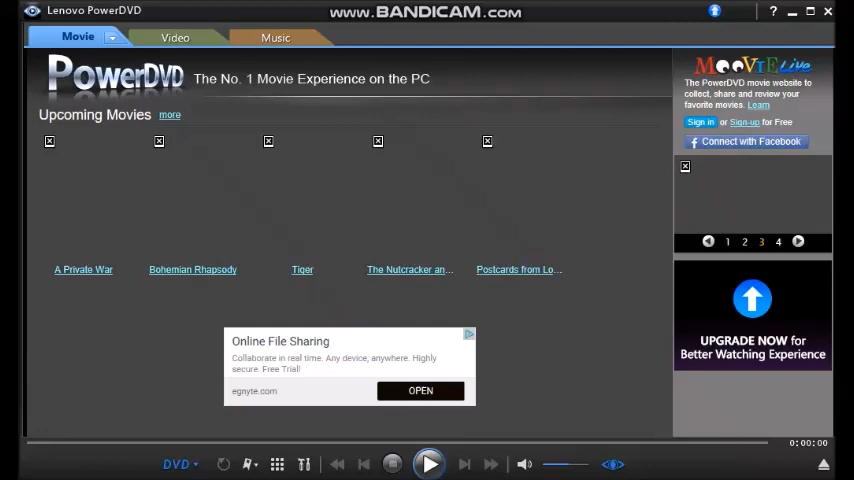 Lenovo PowerDVD
WWW.BANDICAM.COM
?
Movie
Video
Music
PowerDVD
The No. 1 Movie Experience on the PC
Upcoming Movies more
A Private War
Bohemian Rhapsody
Tiger
The Nutcracker an...
Postcards from Lo...
Online File Sharing
Collaborate in real time. Any device, anywhere. Highly
secure. Free Trial!
egnyte.com
OPEN
MOOVIE Live
The PowerDVD movie website to
collect, share and review your
favorite movies. Learn
Sign in or Sign-up for Free
f Connect with Facebook
1 2 3 4
UPGRADE NOW for
Better Watching Experience
0:00:00
DVD